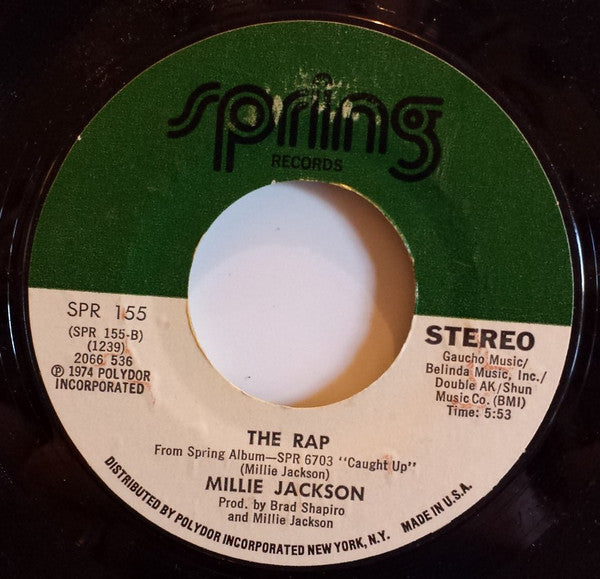 spring
RECORDS
SPR 155
(SPR 155-B)
(1239)
2066 536
Ⓟ 1974 POLYDOR
INCORPORATED
STEREO
Gaucho Music/
Belinda Music, Inc./
Double AK/Shun
Music Co. (BMI)
Time: 5:53
THE RAP
From Spring Album—SPR 6703 "Caught Up"
(Millie Jackson)
MILLIE JACKSON
Prod. by Brad Shapiro
and Millie Jackson
DISTRIBUTED BY POLYDOR INCORPORATED NEW YORK, N.Y. MADE IN U.S.A.